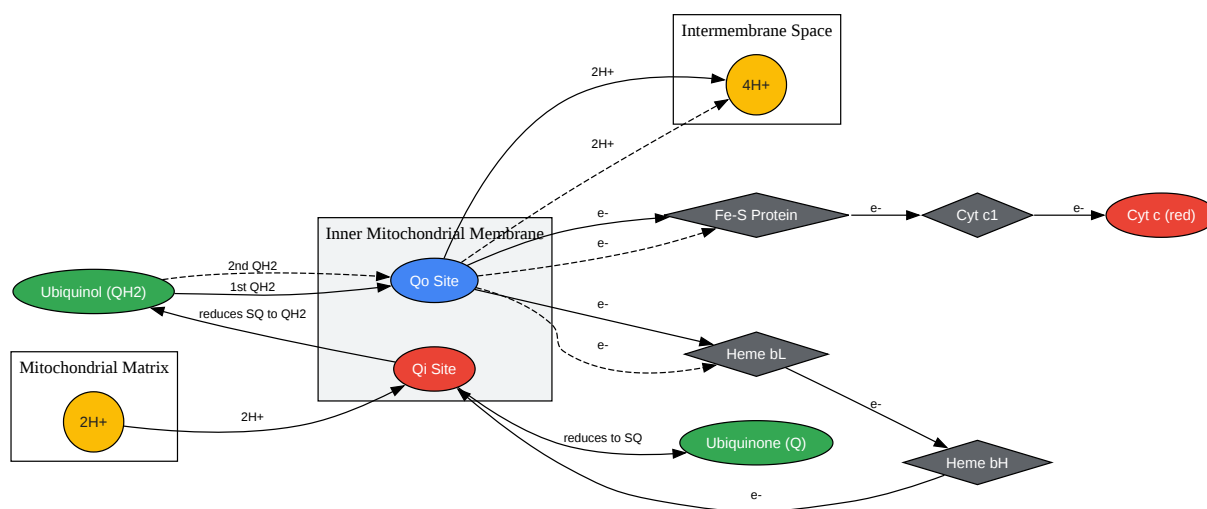 Intermembrane Space
4H+
2H+
2H+
Inner Mitochondrial Membrane
e-
Fe-S Protein
e-
Cyt c1
e-
Cyt c (red)
e-
2nd QH2
Qo Site
Ubiquinol (QH2)
1st QH2
e-
reduces SQ to QH2
e-
Heme bL
Mitochondrial Matrix
Qi Site
e-
2H+
2H+
reduces to SQ
Ubiquinone (Q)
Heme bH
e-